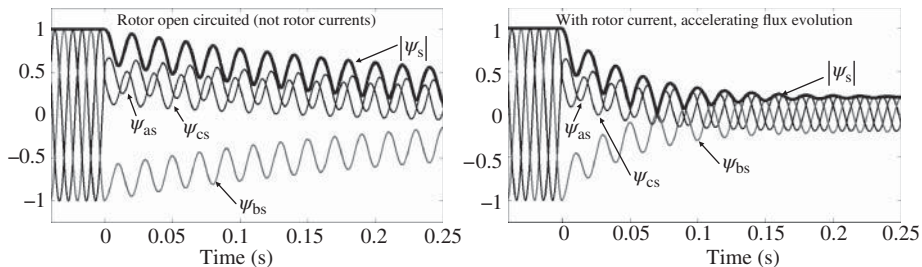 Rotor open circuited (not rotor currents)
1
0.5
0
−0.5
−1
|ψs|
ψas
ψcs
ψbs
0 0.05 0.1 0.15 0.2 0.25
Time (s)
With rotor current, accelerating flux evolution
1
0.5
0
-0.5
-1
|ψs|
ψas
ψcs
ψbs
0 0.05 0.1 0.15 0.2 0.25
Time (s)